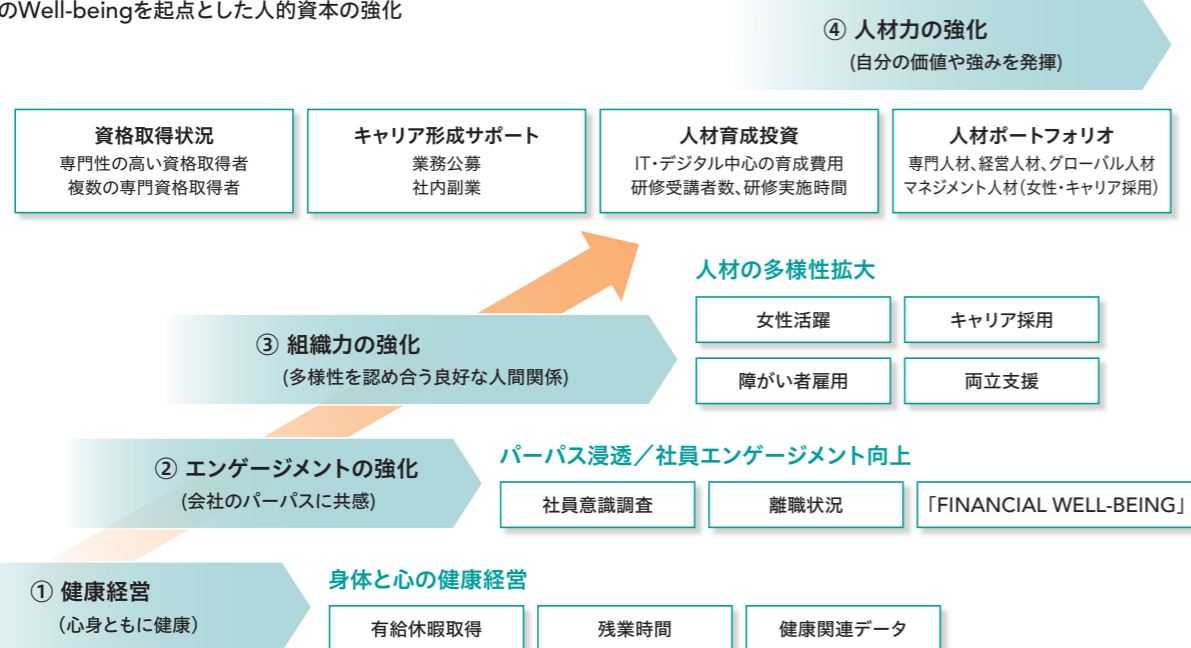 のWell-beingを起点とした人的資本の強化
④ 人材力の強化
(自分の価値や強みを発揮)
資格取得状況
専門性の高い資格取得者
複数の専門資格取得者
キャリア形成サポート
業務公募
社内副業
人材育成投資
IT・デジタル中心の育成費用
研修受講者数、研修実施時間
人材ポートフォリオ
専門人材、経営人材、グローバル人材
マネジメント人材(女性・キャリア採用)
人材の多様性拡大
女性活躍
キャリア採用
障がい者雇用
両立支援
③ 組織力の強化
(多様性を認め合う良好な人間関係)
② エンゲージメントの強化
(会社のパーパスに共感)
パーパス浸透／社員エンゲージメント向上
社員意識調査
離職状況
「FINANCIAL WELL-BEING」
① 健康経営
(心身ともに健康)
身体と心の健康経営
有給休暇取得
残業時間
健康関連データ